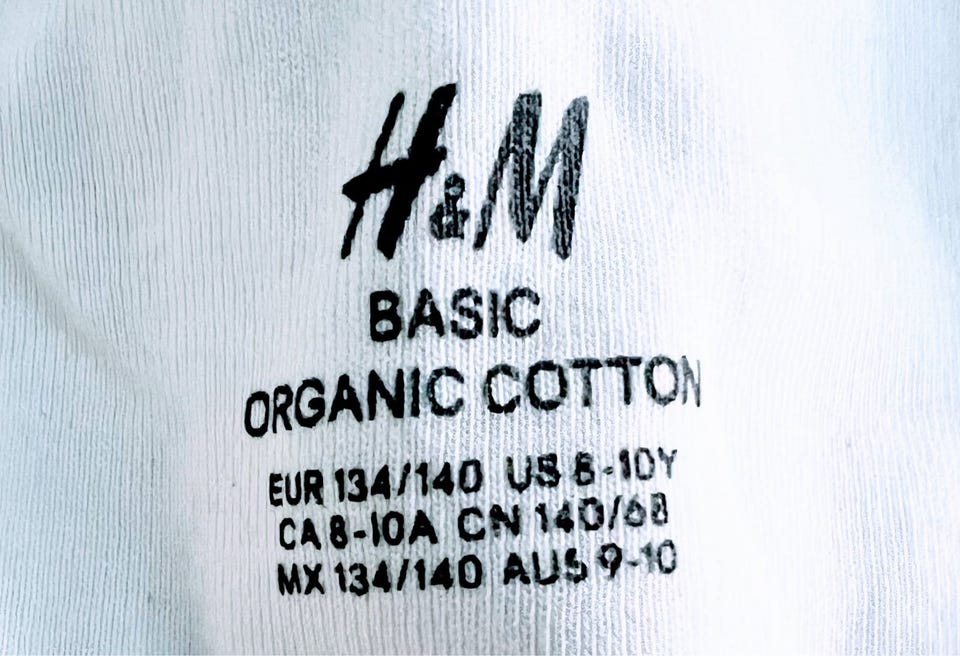 H&M
BASIC
ORGANIC COTTON
EUR 134/140 US 8-10Y
CA 8-10A CN 140/68
MX 134/140 AUS 9-10